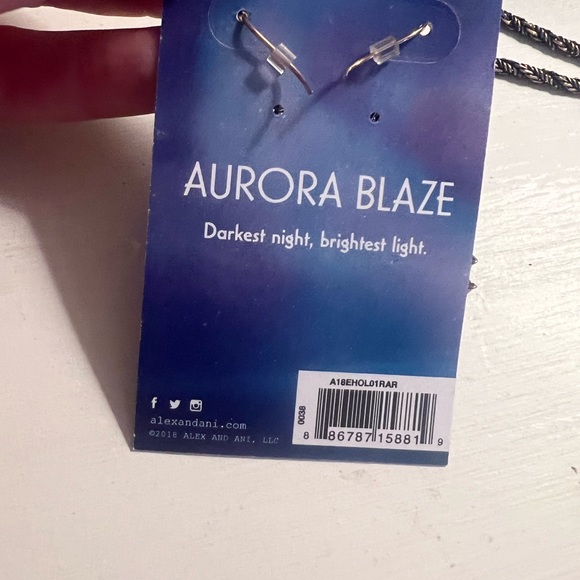 AURORA BLAZE
Darkest night, brightest light.
A18EHOL01RAR
0038
8 86787 15881 9
alexandani.com
©2018 ALEX AND ANI, LLC